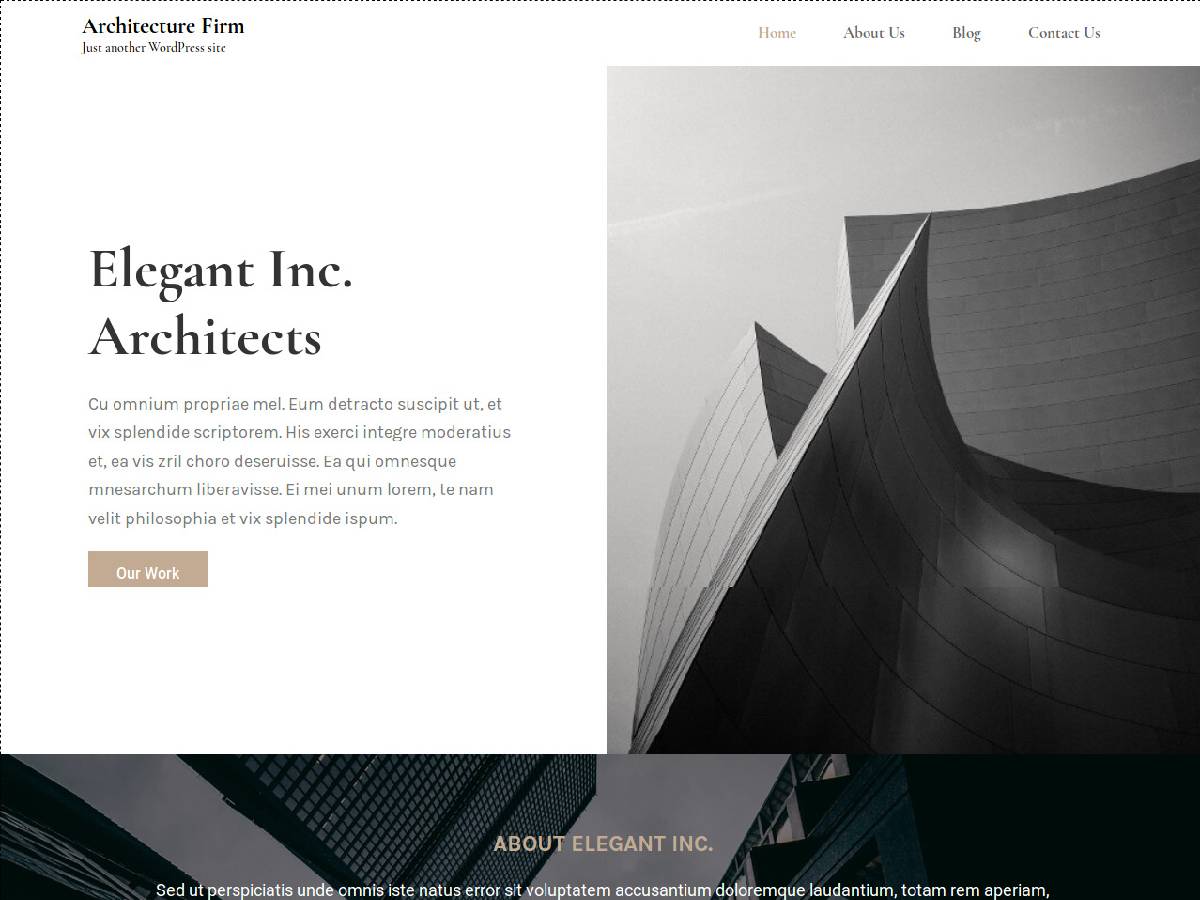 Architecture Firm
Just another WordPress site
Home
About Us
Blog
Contact Us
Elegant Inc.
Architects
Cu omnium propriae mel. Eum detracto suscipit ut, et
vix splendide scriptorem. His exerci integre moderatius
et, ea vis zril choro deseruisse. Ea qui omnesque
mnesarchum liberavisse. Ei mei unum lorem, te nam
velit philosophia et vix splendide ispum.
Our Work
ABOUT ELEGANT INC.
Sed ut perspiciatis unde omnis iste natus error sit voluptatem accusantium doloremque laudantium, totam rem aperiam,